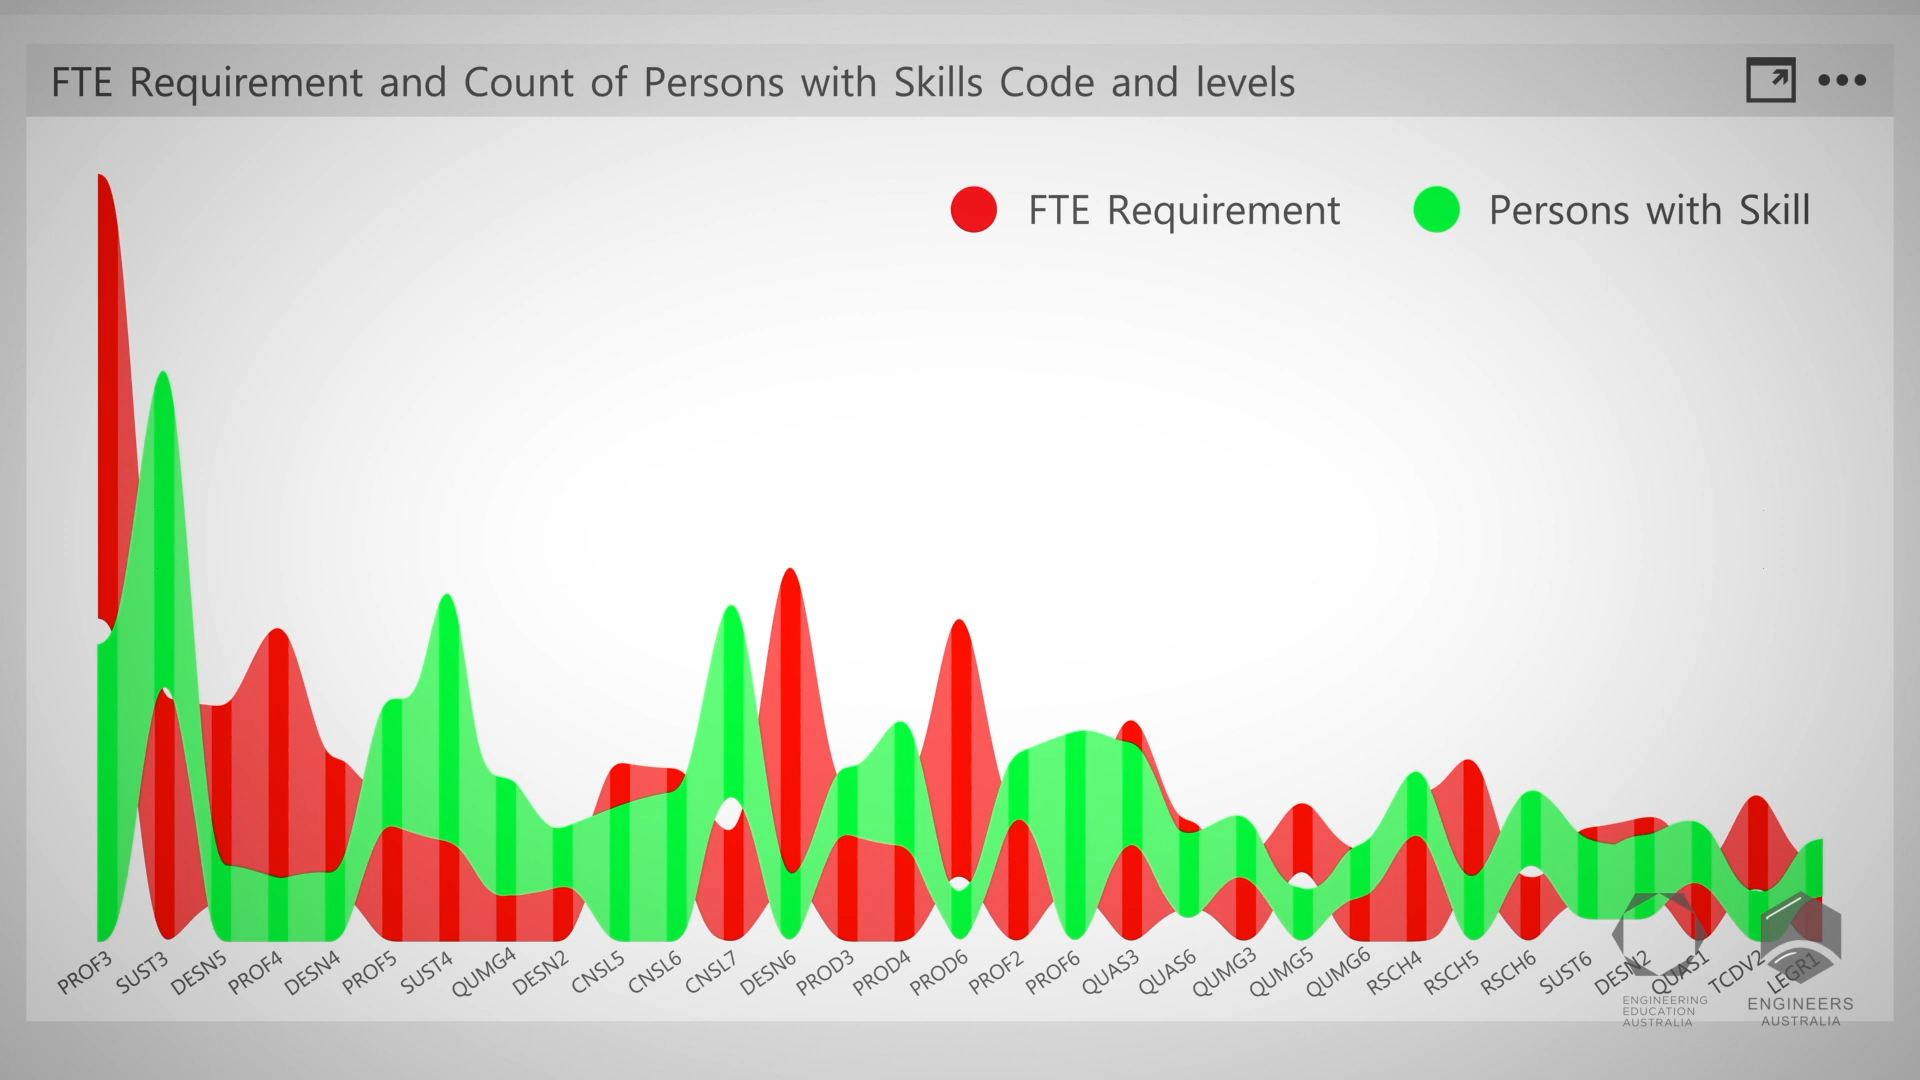 FTE Requirement and Count of Persons with Skills Code and levels
FTE Requirement
Persons with Skill
PROF3
SUST3
DESN5
PROF4
DESN4
PROF5
SUST4
QUMG4
DESN2
CNSL5
CNSL6
CNSL7
DESN6
PROD3
PROD4
PROD6
PROF2
PROF6
QUAS3
QUAS6
QUMG3
QUMG5
QUMG6
RSCH4
RSCH5
RSCH6
SUST6
DESN2
QUAS1
TCDV2
LEGR1
ENGINEERING
EDUCATION
AUSTRALIA
ENGINEERS
AUSTRALIA